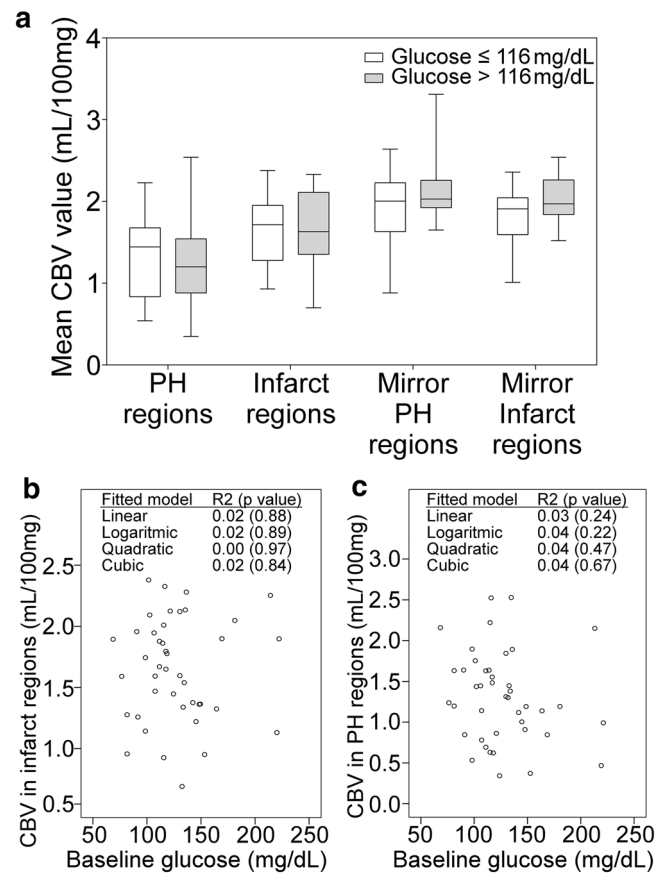 a
Mean CBV value (mL/100mg)
4
3
2
1
0
Glucose ≤ 116 mg/dL
Glucose > 116 mg/dL
PH
regions
Infarct
regions
Mirror
PH
regions
Mirror
Infarct
regions
b
CBV in infarct regions (mL/100mg)
Fitted model R2 (p value)
Linear 0.02 (0.88)
Logaritmic 0.02 (0.89)
Quadratic 0.00 (0.97)
Cubic 0.02 (0.84)
2.5
2.0
1.5
1.0
0.5
50 100 150 200 250
Baseline glucose (mg/dL)
c
CBV in PH regions (mL/100mg)
Fitted model R2 (p value)
Linear 0.03 (0.24)
Logaritmic 0.04 (0.22)
Quadratic 0.04 (0.47)
Cubic 0.04 (0.67)
3.0
2.5
2.0
1.5
1.0
0.0
50 100 150 200 250
Baseline glucose (mg/dL)